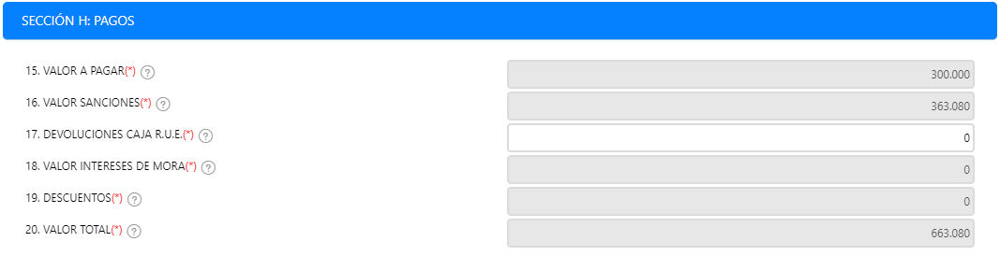 SECCIÓN H: PAGOS
15. VALOR A PAGAR(*) ? 300.000
16. VALOR SANCIONES(*) ? 363.080
17. DEVOLUCIONES CAJA R.U.E.(*) ? 0
18. VALOR INTERESES DE MORA(*) ? 0
19. DESCUENTOS(*) ? 0
20. VALOR TOTAL(*) ? 663.080